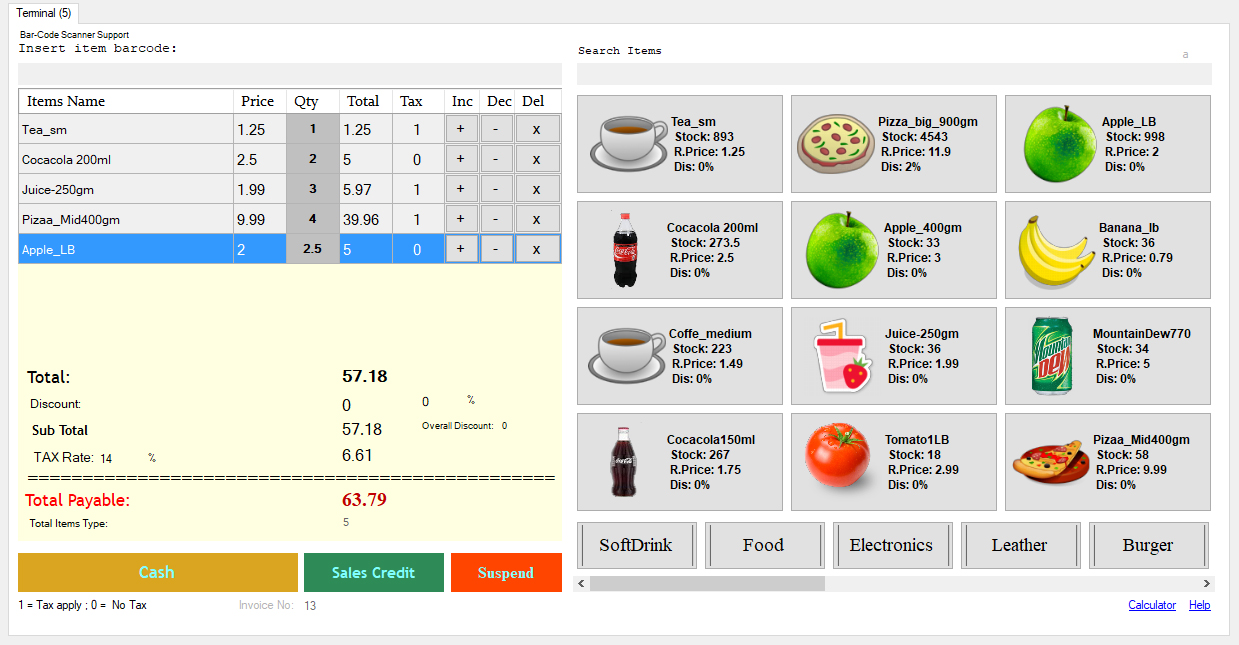 Terminal (5)
Bar-Code Scanner Support
Insert item barcode:
Items Name Price Qty Total Tax Inc Dec Del
Tea_sm 1.25 1 1.25 1 + - x
Cocacola 200ml 2.5 2 5 0 + - x
Juice-250gm 1.99 3 5.97 1 + - x
Pizaa_Mid400gm 9.99 4 39.96 1 + - x
Apple_LB 2 2.5 5 0 + - x
Total: 57.18
Discount: 0 0 %
Sub Total 57.18 Overall Discount: 0
TAX Rate: 14 % 6.61
Total Payable: 63.79
Total Items Type: 5
Cash Sales Credit Suspend
1 = Tax apply ; 0 = No Tax Invoice No: 13
Search Items a
Tea_sm
Stock: 893
R.Price: 1.25
Dis: 0%
Pizza_big_900gm
Stock: 4543
R.Price: 11.9
Dis: 2%
Apple_LB
Stock: 998
R.Price: 2
Dis: 0%
Cocacola 200ml
Stock: 273.5
R.Price: 2.5
Dis: 0%
Apple_400gm
Stock: 33
R.Price: 3
Dis: 0%
Banana_lb
Stock: 36
R.Price: 0.79
Dis: 0%
Coffe_medium
Stock: 223
R.Price: 1.49
Dis: 0%
Juice-250gm
Stock: 36
R.Price: 1.99
Dis: 0%
MountainDew770
Stock: 34
R.Price: 5
Dis: 0%
Cocacola150ml
Stock: 267
R.Price: 1.75
Dis: 0%
Tomato1LB
Stock: 18
R.Price: 2.99
Dis: 0%
Pizaa_Mid400gm
Stock: 58
R.Price: 9.99
Dis: 0%
SoftDrink Food Electronics Leather Burger
Calculator Help